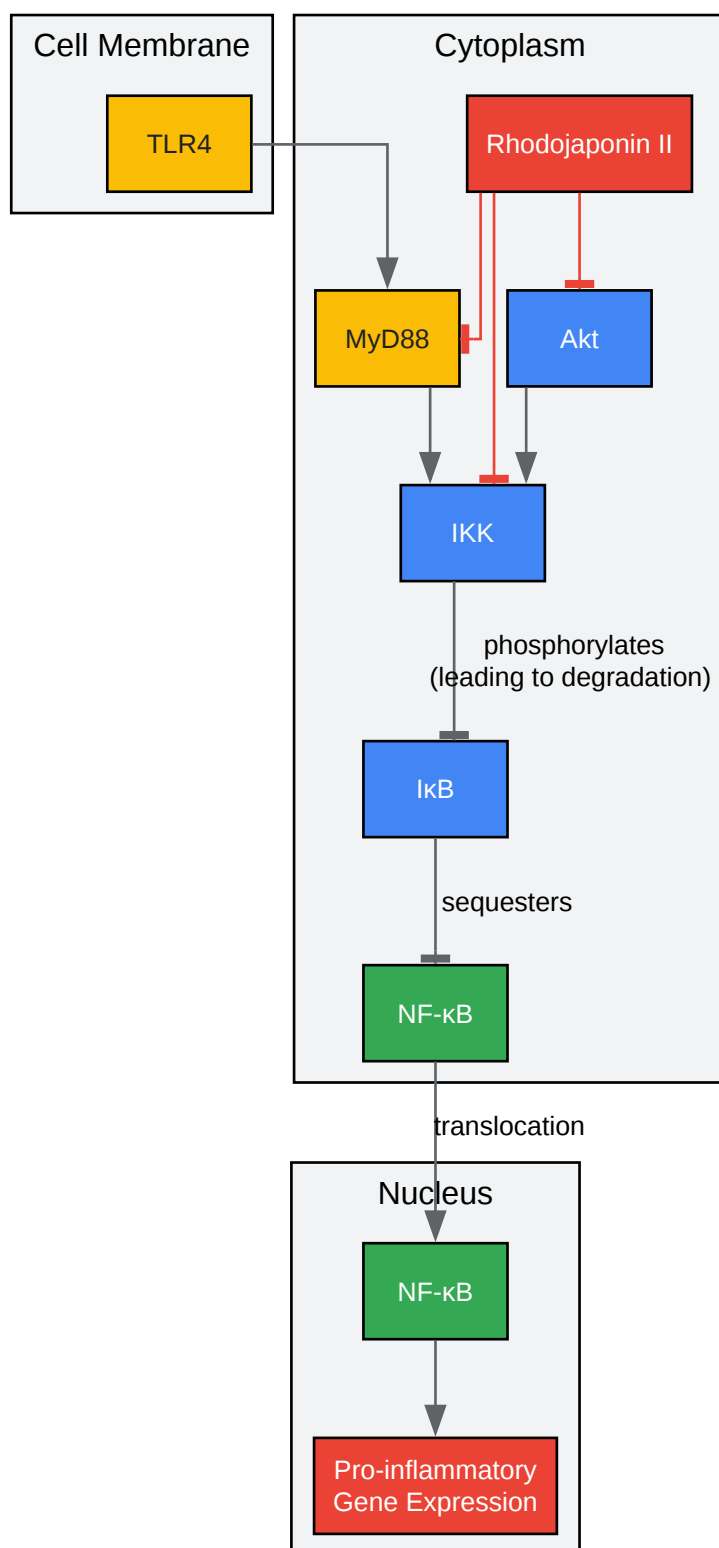 Cell Membrane
Cytoplasm
TLR4
Rhodojaponin II
MyD88
Akt
IKK
phosphorylates
(leading to degradation)
IκB
sequesters
NF-κB
translocation
Nucleus
NF-κB
Pro-inflammatory
Gene Expression